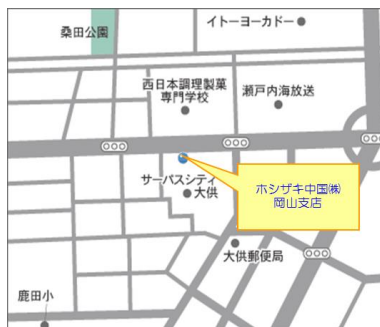 イトーヨーカドー
桑田公園
西日本調理製菓
専門学校
瀬戸内海放送
サーパスシティ
大供
ホシザキ中国㈱
岡山支店
大供郵便局
鹿田小